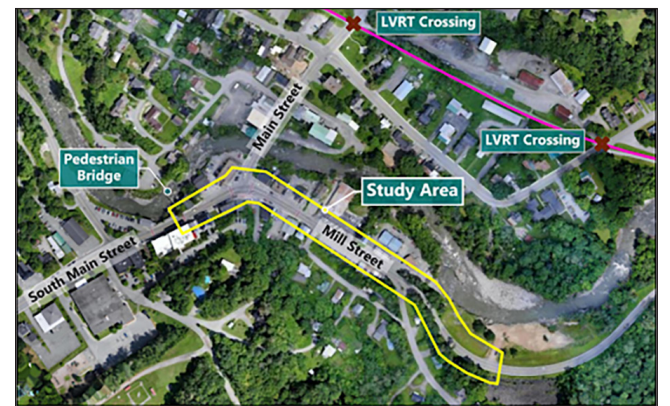 LVRT Crossing
Main Street
LVRT Crossing
Pedestrian
Bridge
Study Area
Mill Street
South Main Street